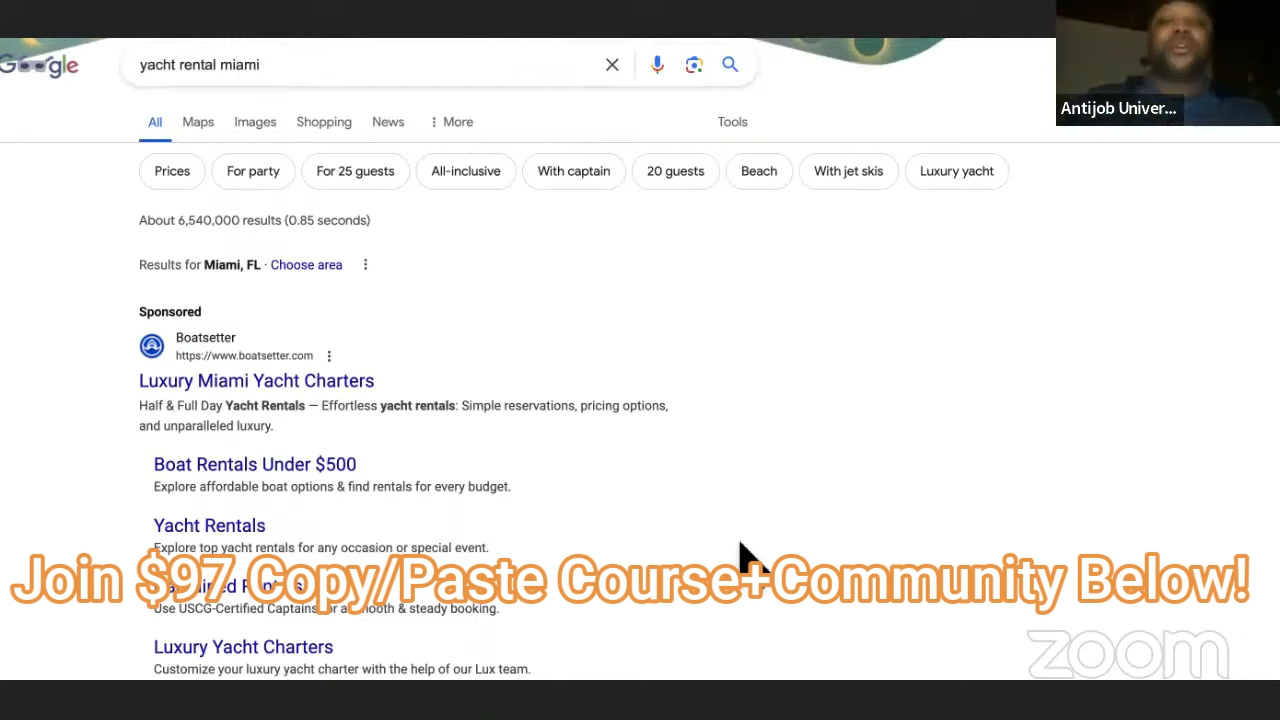 Google
yacht rental miami
Antijob Univer...
All Maps Images Shopping News More Tools
Prices For party For 25 guests All-inclusive With captain 20 guests Beach With jet skis Luxury yacht
About 6,540,000 results (0.85 seconds)
Results for Miami, FL · Choose area
Sponsored
Boatsetter
https://www.boatsetter.com
Luxury Miami Yacht Charters
Half & Full Day Yacht Rentals — Effortless yacht rentals: Simple reservations, pricing options,
and unparalleled luxury.
Boat Rentals Under $500
Explore affordable boat options & find rentals for every budget.
Yacht Rentals
Explore top yacht rentals for any occasion or special event.
Join $97 Copy/Paste Course+Community Below!
Use USCG-Certified Captains for a smooth & steady booking.
Luxury Yacht Charters
Customize your luxury yacht charter with the help of our Lux team.
zoom